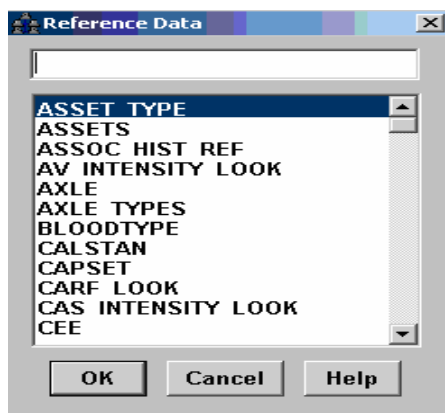 Reference Data
ASSET TYPE
ASSETS
ASSOC HIST REF
AV INTENSITY LOOK
AXLE
AXLE TYPES
BLOODTYPE
CALSTAN
CAPSET
CARF LOOK
CAS INTENSITY LOOK
CEE
OK Cancel Help